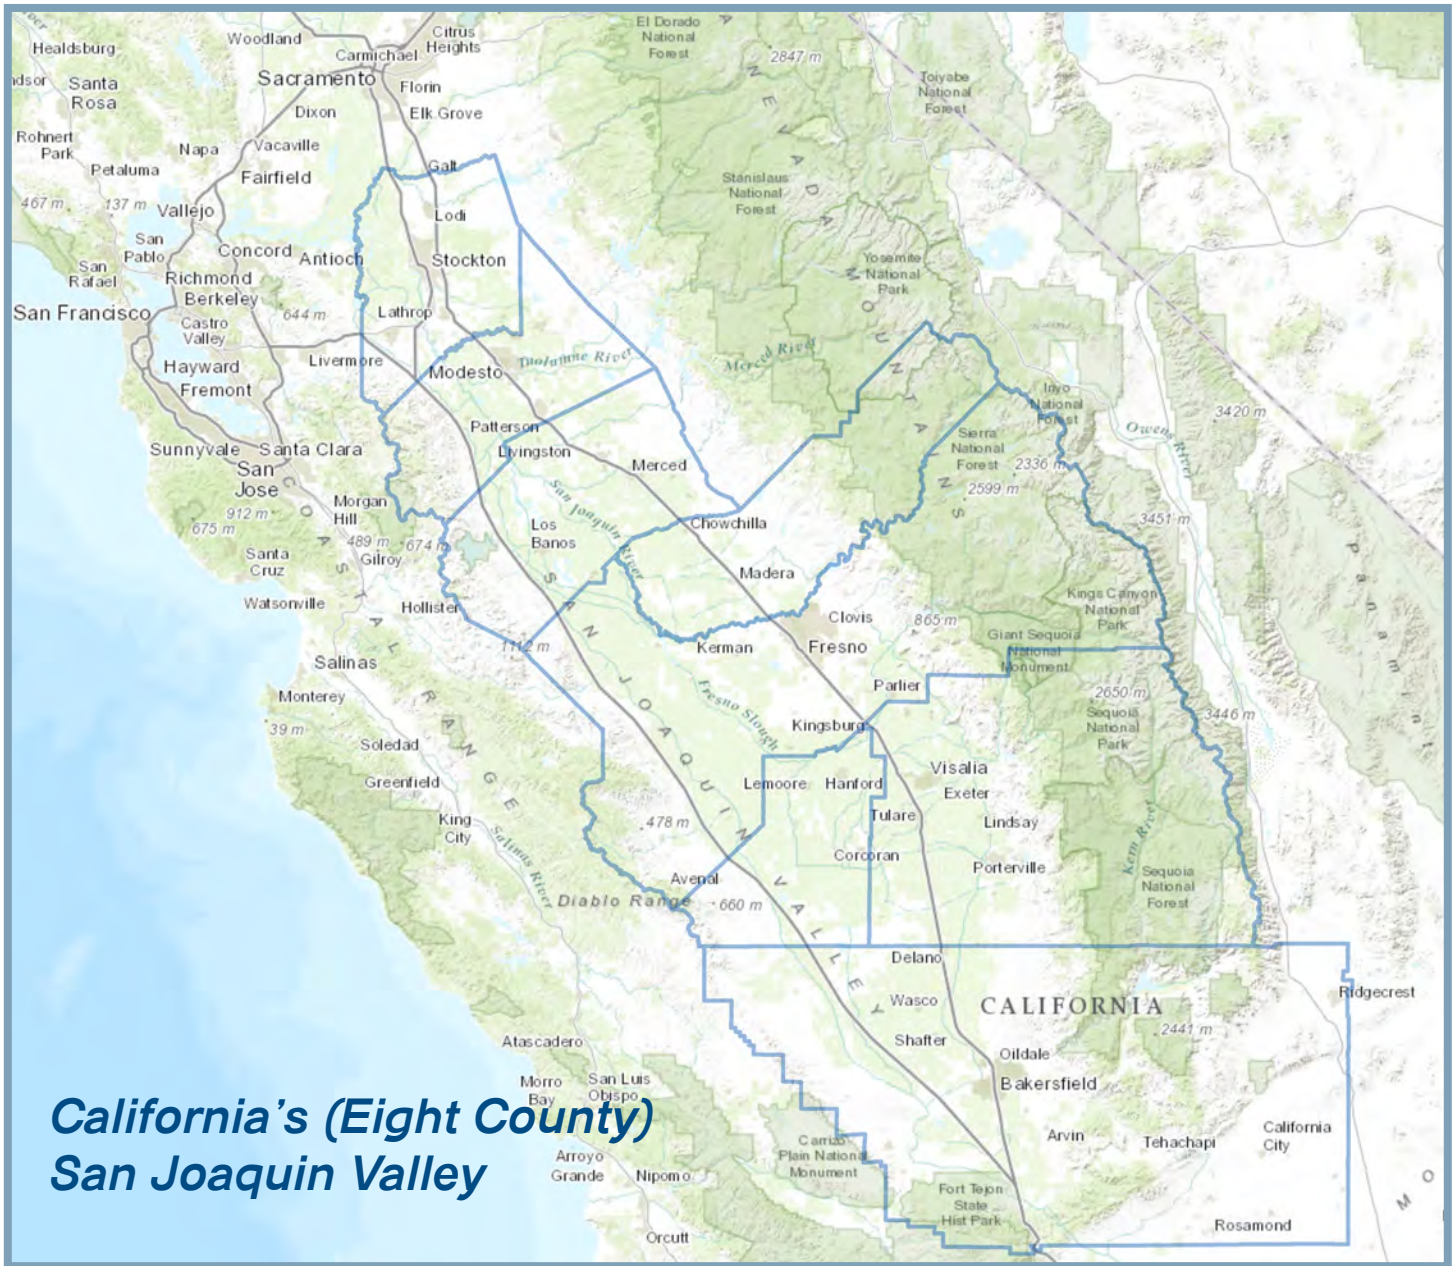 El Dorado
National
Forest
Citrus
Heights
Woodland
Healdsburg
Carmichael
2847 m
Sacramento
Florin
Toiyabe
National
Forest
ndsor
Santa
Rosa
Dixon
Elk Grove
Rohnert
Park
Napa
Vacaville
Petaluma
Fairfield
Galt
Stanislaus
National
Forest
467 m
137 m
Vallejo
Lodi
San
Pablo
Concord
Antioch
Stockton
San
Rafael
Richmond
Berkeley
Yosemite
National
Park
San Francisco
644 m
Lathrop
Castro
Valley
Livermore
Hayward
Fremont
Modesto
Tuolumne River
Merced River
Inyo
National
Forest
3420 m
Patterson
Livingston
Sunnyvale
Santa Clara
San
Jose
Merced
Sierra
National
Forest
2336 m
2599 m
Owens River
912 m
675 m
Morgan
Hill
Los
Banos
San Joaquin River
Chowchilla
3451 m
489 m
674 m
Gilroy
Santa
Cruz
Madera
Watsonville
Hollister
Kings Canyon
National
Park
Clovis
865 m
1112 m
Kerman
Fresno
Giant Sequoia
National
Monument
Salinas
Monterey
Parlier
Fresno Slough
2650 m
Sequoia
National
Park
3446 m
39 m
Kingsburg
Soledad
Greenfield
Lemoore
Hanford
Visalia
Exeter
King
City
478 m
Tulare
Lindsay
Salinas River
Corcoran
Porterville
Kern River
Avenal
Sequoia
National
Forest
Diablo Range
660 m
Delano
Wasco
CALIFORNIA
Ridgecrest
2441 m
Atascadero
Shafter
Oildale
Bakersfield
Morro
Bay
San Luis
Obispo
California's (Eight County)
San Joaquin Valley
Arroyo
Grande
Nipomo
Carrizo
Plain National
Monument
Arvin
Tehachapi
California
City
Fort Tejon
State
Hist Park
Rosamond
Orcutt
SAN JOAQUIN VALLEY
COASTAL RANGE
NEVADA MOUNTAINS
Panamint
M O